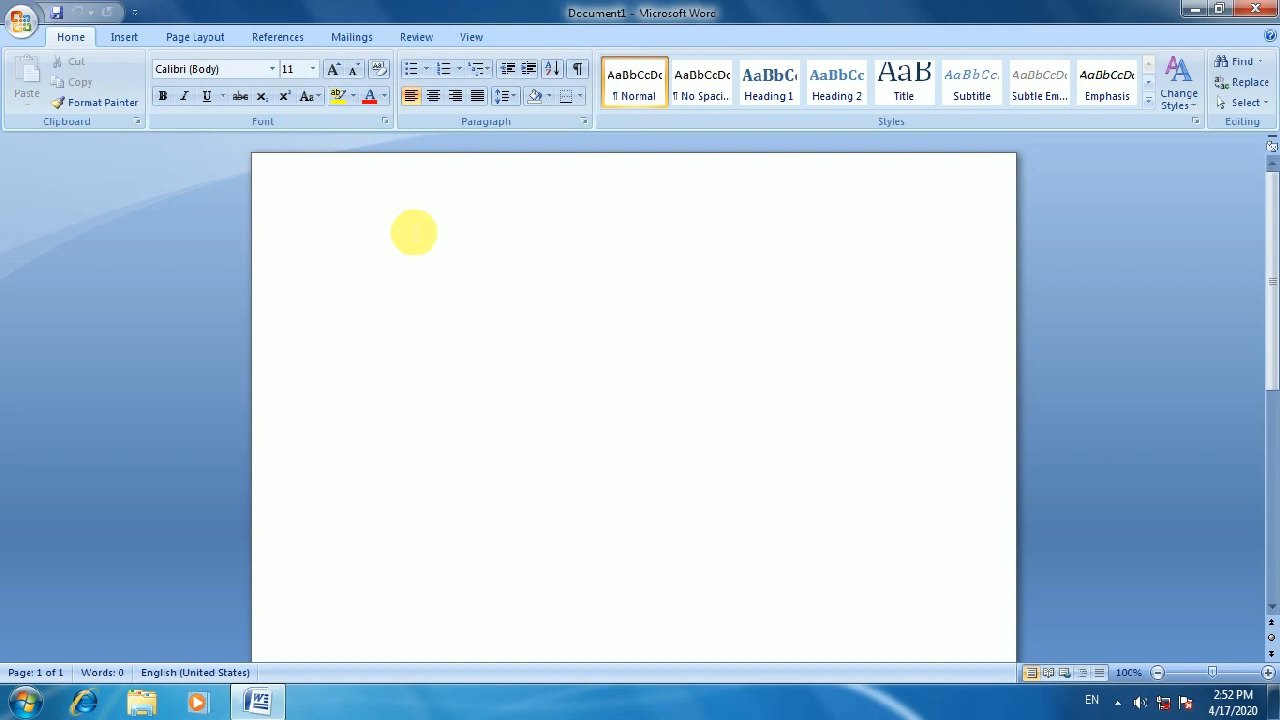 Document1 - Microsoft Word
Home Insert Page Layout References Mailings Review View
Paste
Cut
Copy
Format Painter
Clipboard
Calibri (Body) 11
Font
Paragraph
AaBbCcDc AaBbCcDc AaBbC AaBbCc AaB AaBbCc. AaBbCcDc AaBbCcDc
¶ Normal ¶ No Spaci... Heading 1 Heading 2 Title Subtitle Subtle Em... Emphasis
Styles
Change Styles
Find
Replace
Select
Editing
Page: 1 of 1 Words: 0 English (United States) 100%
EN 2:52 PM
4/17/2020